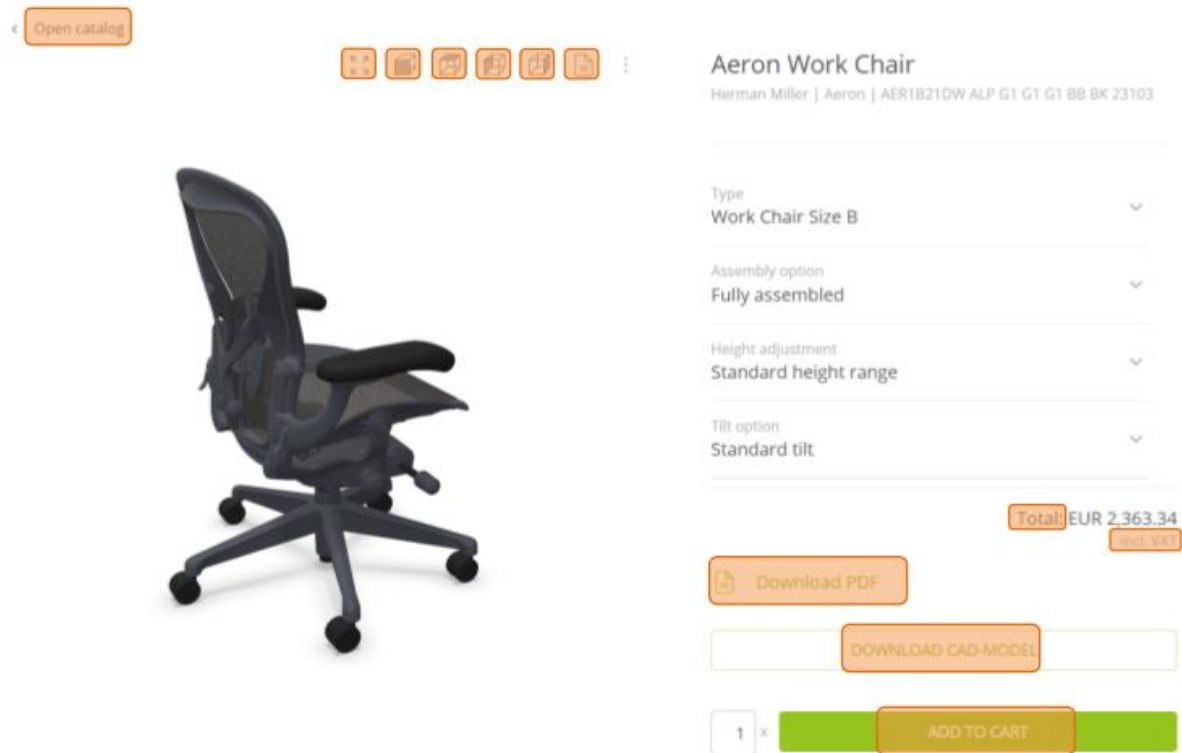 ‹ Open catalog
Aeron Work Chair
Herman Miller | Aeron | AER1B21DW ALP G1 G1 G1 BB BK 23103
Type
Work Chair Size B
Assembly option
Fully assembled
Height adjustment
Standard height range
Tilt option
Standard tilt
Total: EUR 2,363.34
incl. VAT
Download PDF
DOWNLOAD CAD-MODEL
1 x ADD TO CART